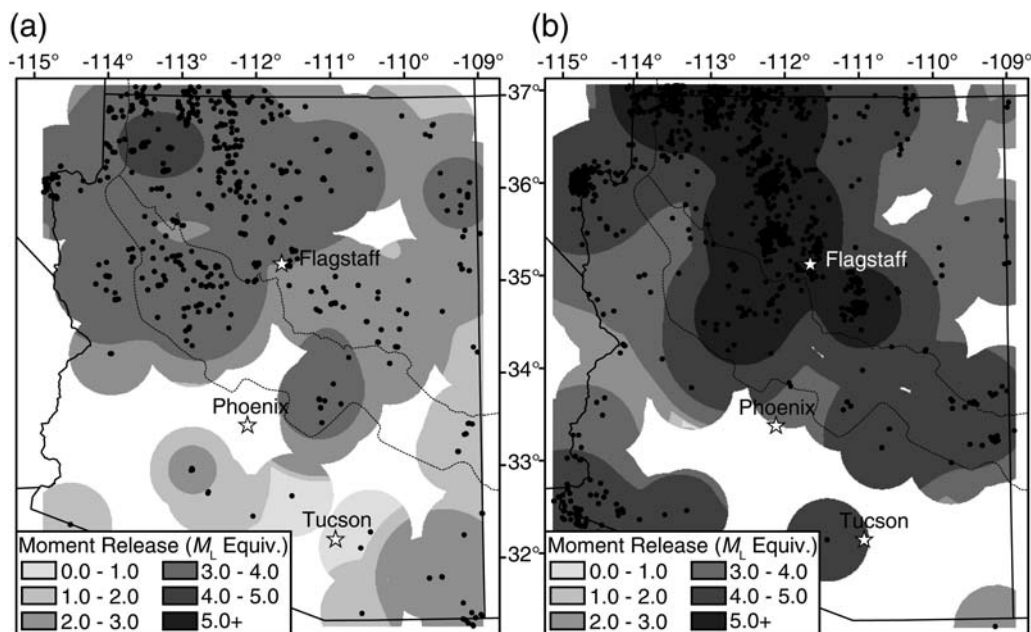 (a)
(b)
-115° -114° -113° -112° -111° -110° -109°
-115° -114° -113° -112° -111° -110° -109°
37°
36°
35°
34°
33°
32°
Flagstaff
Phoenix
Tucson
Flagstaff
Phoenix
Tucson
Moment Release (ML Equiv.)
0.0 - 1.0 3.0 - 4.0
1.0 - 2.0 4.0 - 5.0
2.0 - 3.0 5.0+
Moment Release (ML Equiv.)
0.0 - 1.0 3.0 - 4.0
1.0 - 2.0 4.0 - 5.0
2.0 - 3.0 5.0+